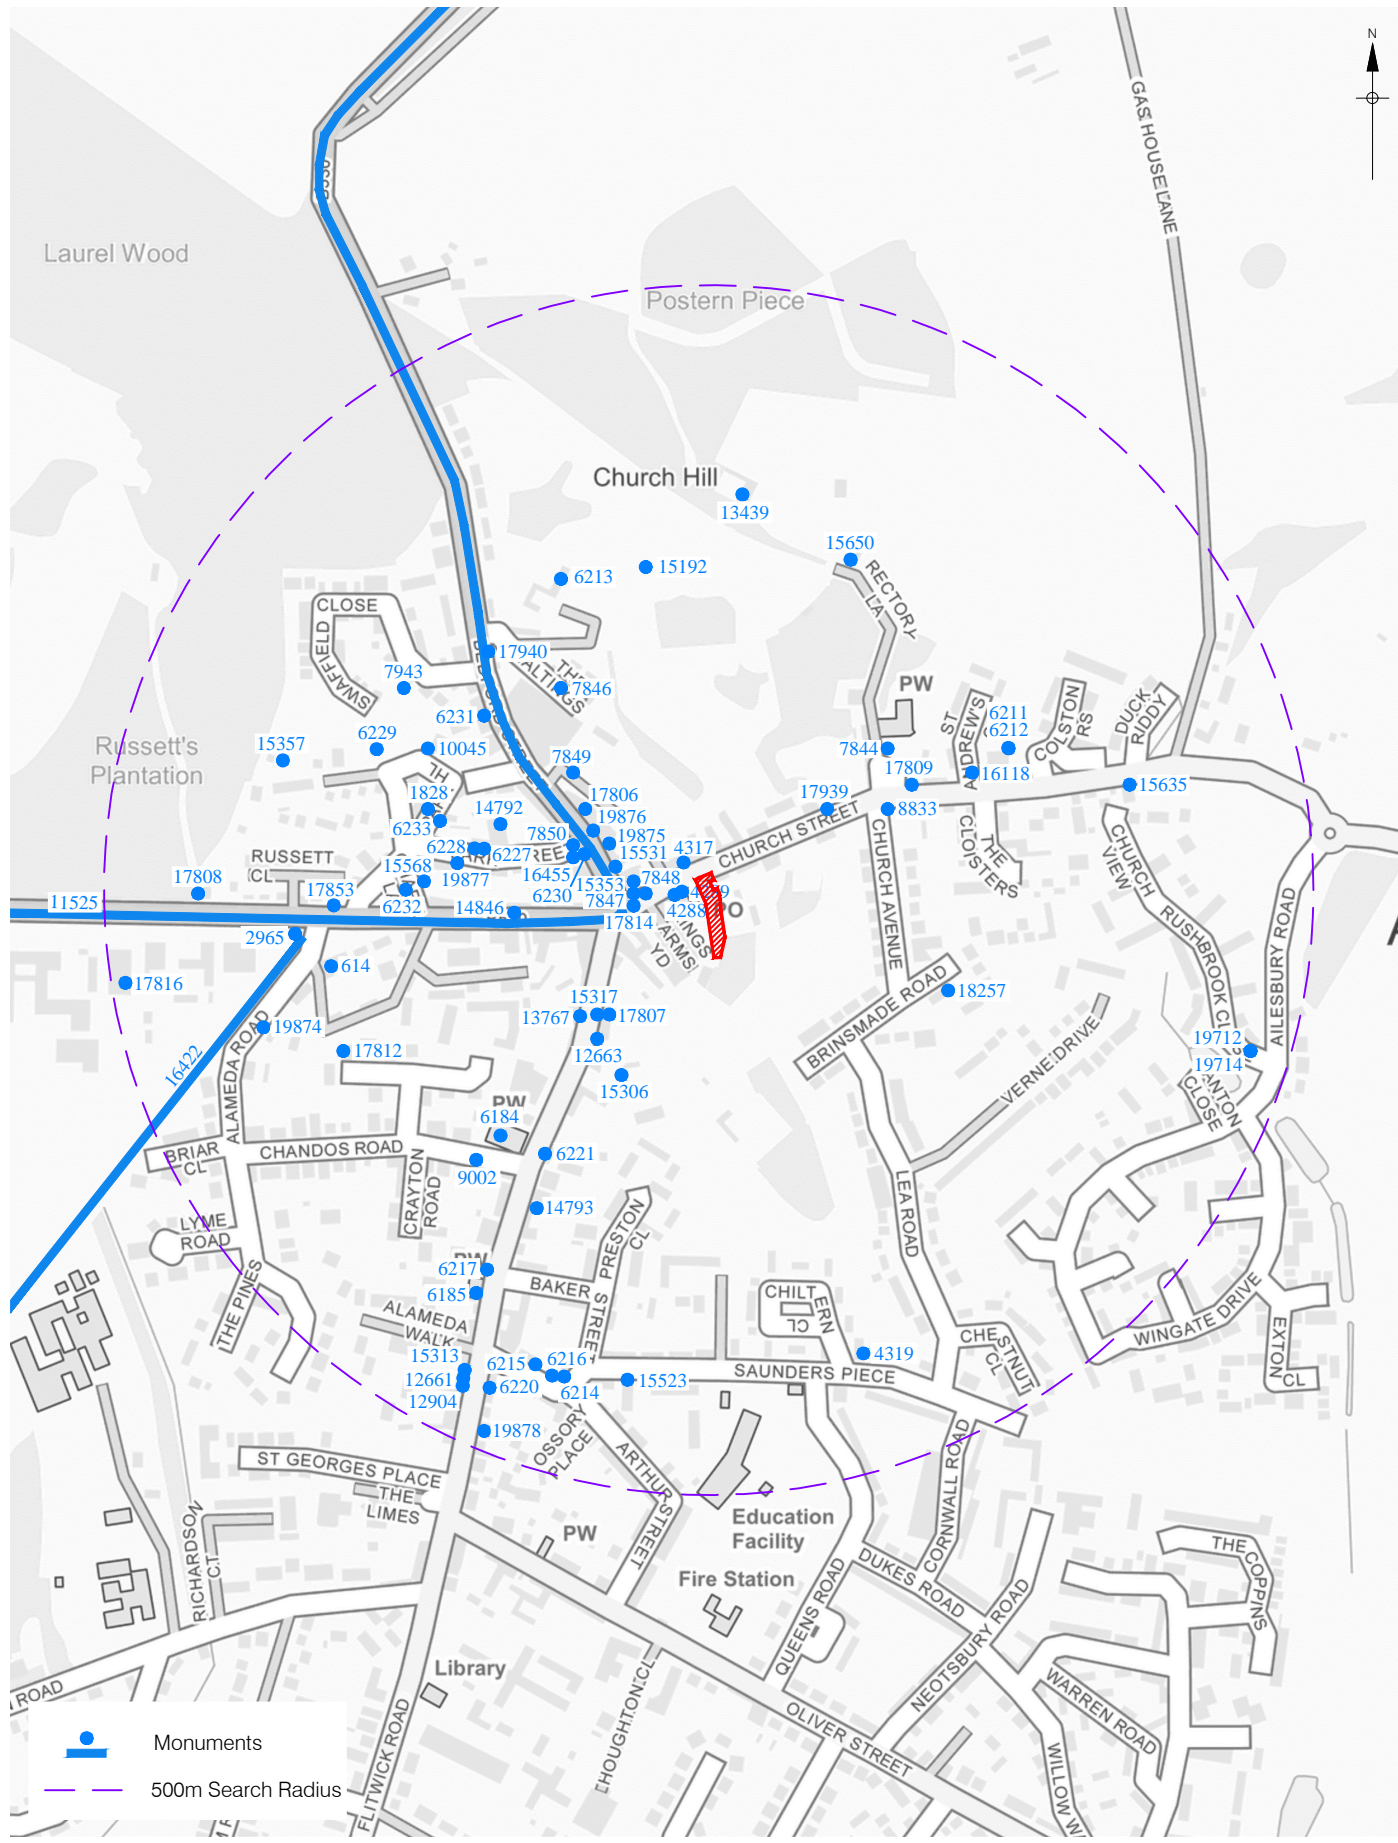 N
GAS HOUSE LANE
Laurel Wood
Postern Piece
Church Hill
13439
15650
15192
6213
RECTORY
LA
CLOSE
SWAFFIELD
17940
THE
MALTINGS
7943
7846
PW
ST
ANDREW'S
6211
6212
COLSTON
RS
DUCK
RIDDY
6231
BEDFORD STREET
6229
10045
7844
15357
Russett's
Plantation
7849
17809
16118
15635
1828
17806
17939
14792
19876
8833
6233
19875
CHURCH STREET
7850
6228
6227
15531
4317
THE
CLOISTERS
CHURCH
VIEW
RUSSETT
CL
15568
19877
16455
15353
7848
17808
17853
6232
6230
7847
11525
14846
4288
PO
17814
KINGS
ARMS
YD
CHURCH AVENUE
RUSHBROOK CL
AILESBURY ROAD
2965
614
17816
18257
BRINSMADE ROAD
15317
13767
17807
19874
VERNE DRIVE
19712
12663
17812
19714
16422
15306
ALAMEDA ROAD
PW
6184
BRIAR
CL
CHANDOS ROAD
6221
9002
CRAYTON
ROAD
LEA ROAD
14793
PRESTON
CL
LYME
ROAD
PW
6217
BAKER STREET
6185
THE PINES
ALAMEDA
WALK
CHILTERN
CL
WINGATE DRIVE
EXTON
CL
CHESTNUT
CL
15313
6215
6216
4319
12661
SAUNDERS PIECE
6220
6214
15523
12904
19878
OSSORY
PLACE
ST GEORGES PLACE
ARTHUR STREET
THE
LIMES
CORNWALL ROAD
RICHARDSON
CT.
PW
Education
Facility
DUKES ROAD
THE COPPINS
Fire Station
QUEENS ROAD
NEOTSBURY ROAD
Library
HOUGHTON CL
ROAD
WARREN ROAD
OLIVER STREET
FLITWICK ROAD
Monuments
500m Search Radius